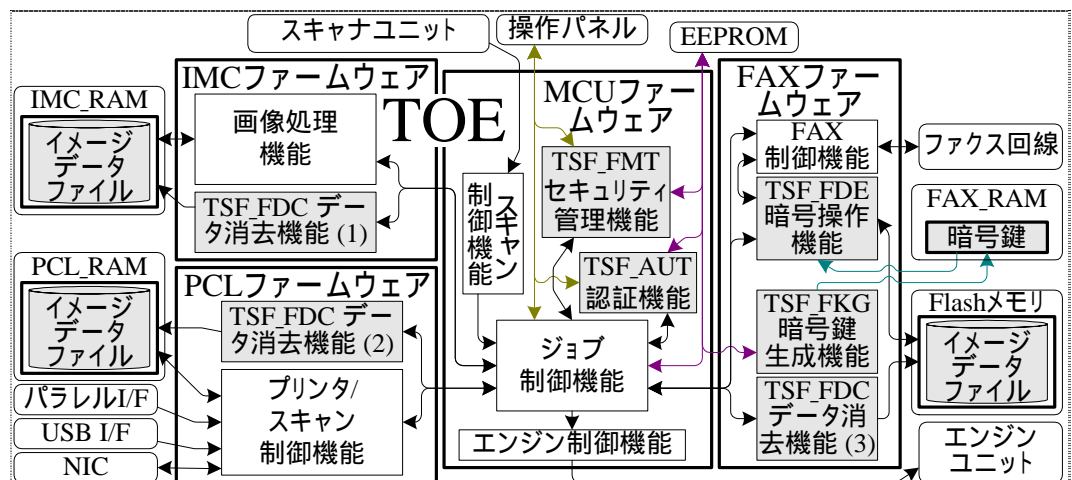 スキャナユニット
操作パネル
EEPROM
IMCファームウェア
TOE
MCUファー
ムウェア
FAXファー
ムウェア
IMC_RAM
イメージ
データ
ファイル
画像処理
機能
TSF_FDC デー
タ消去機能 (1)
スキャン
制御機能
TSF_FMT
セキュリティ
管理機能
TSF_AUT
認証機能
FAX
制御機能
ファクス回線
TSF_FDE
暗号操作
機能
FAX_RAM
暗号鍵
PCL_RAM
イメージ
データ
ファイル
PCLファームウェア
TSF_FDC デー
タ消去機能 (2)
ジョブ
制御機能
TSF_FKG
暗号鍵
生成機能
Flashメモリ
イメージ
データ
ファイル
パラレルI/F
USB I/F
NIC
プリンタ/
スキャン
制御機能
エンジン制御機能
TSF_FDC
データ消
去機能 (3)
エンジン
ユニット